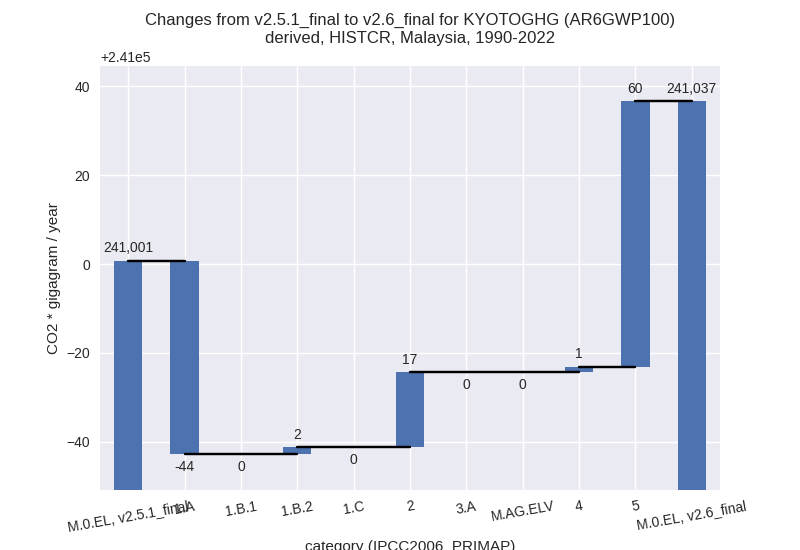 Changes from v2.5.1_final to v2.6_final for KYOTOGHG (AR6GWP100)
derived, HISTCR, Malaysia, 1990-2022
+2.41e5
40
20
0
−20
−40
CO2 * gigagram / year
241,001
-44
0
2
0
17
0
0
1
60
241,037
M.0.EL, v2.5.1_final
1.A
1.B.1
1.B.2
1.C
2
3.A
M.AG.ELV
4
5
M.0.EL, v2.6_final
category (IPCC2006_PRIMAP)